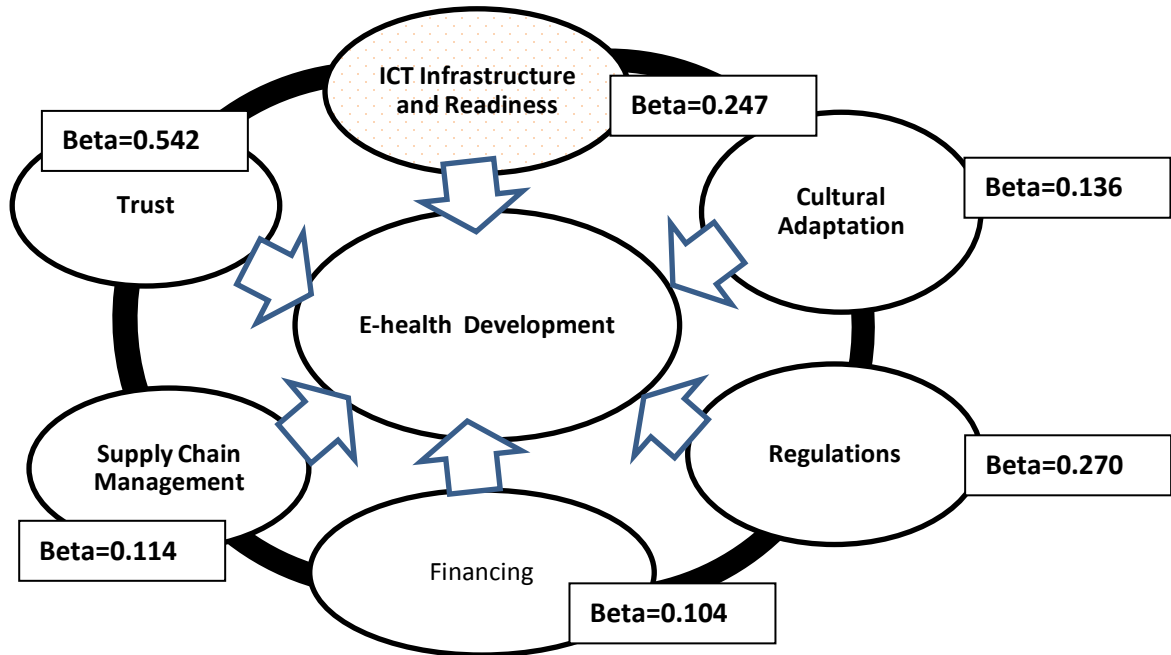 ICT Infrastructure
and Readiness
Beta=0.247
Beta=0.542
Trust
Cultural
Adaptation
Beta=0.136
E-health Development
Supply Chain
Management
Beta=0.114
Regulations
Beta=0.270
Financing
Beta=0.104